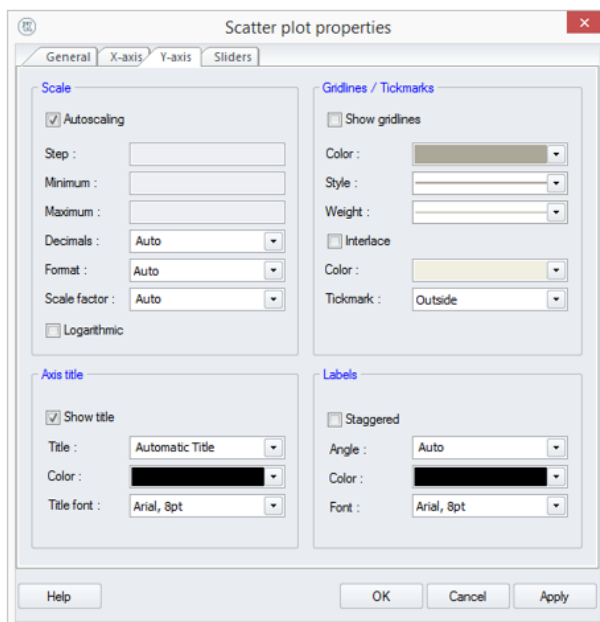 Scatter plot properties
General
X-axis
Y-axis
Sliders
Scale
Autoscaling
Step :
Minimum :
Maximum :
Decimals : Auto
Format : Auto
Scale factor : Auto
Logarithmic
Gridlines / Tickmarks
Show gridlines
Color :
Style :
Weight :
Interlace
Color :
Tickmark : Outside
Axis title
Show title
Title : Automatic Title
Color :
Title font : Arial, 8pt
Labels
Staggered
Angle : Auto
Color :
Font : Arial, 8pt
Help
OK
Cancel
Apply